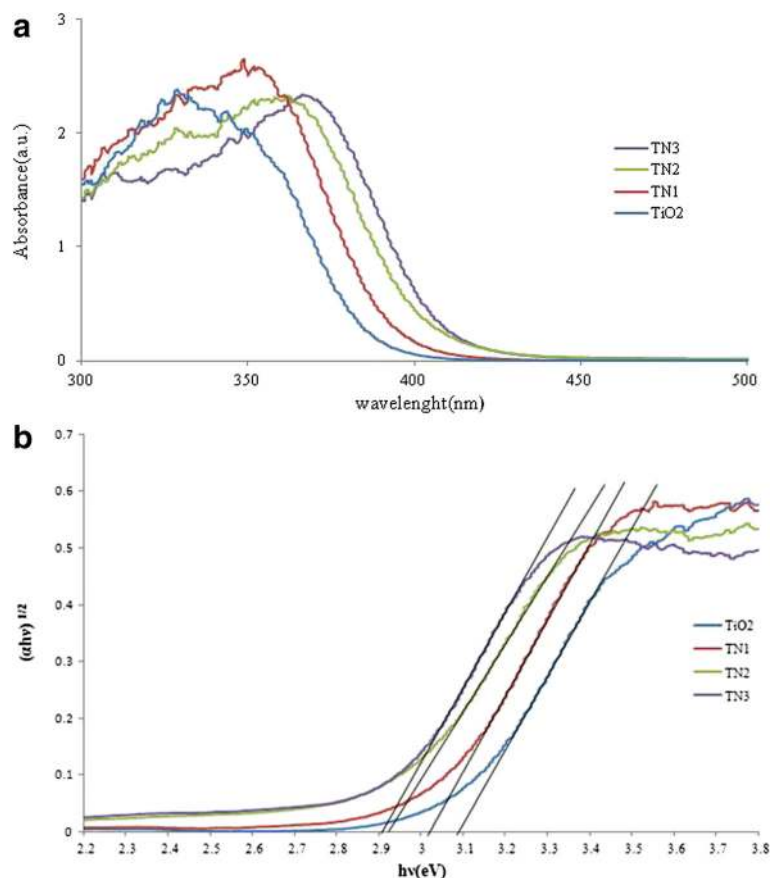 a
3
2
1
0
Absorbance(a.u.)
TN3
TN2
TN1
TiO2
300 350 400 450 500
wavelenght(nm)
b
0.7
0.6
0.5
0.4
0.3
0.2
0.1
0
(αhν) 1/2
TiO2
TN1
TN2
TN3
2.2 2.3 2.4 2.5 2.6 2.7 2.8 2.9 3 3.1 3.2 3.3 3.4 3.5 3.6 3.7 3.8
hν(eV)